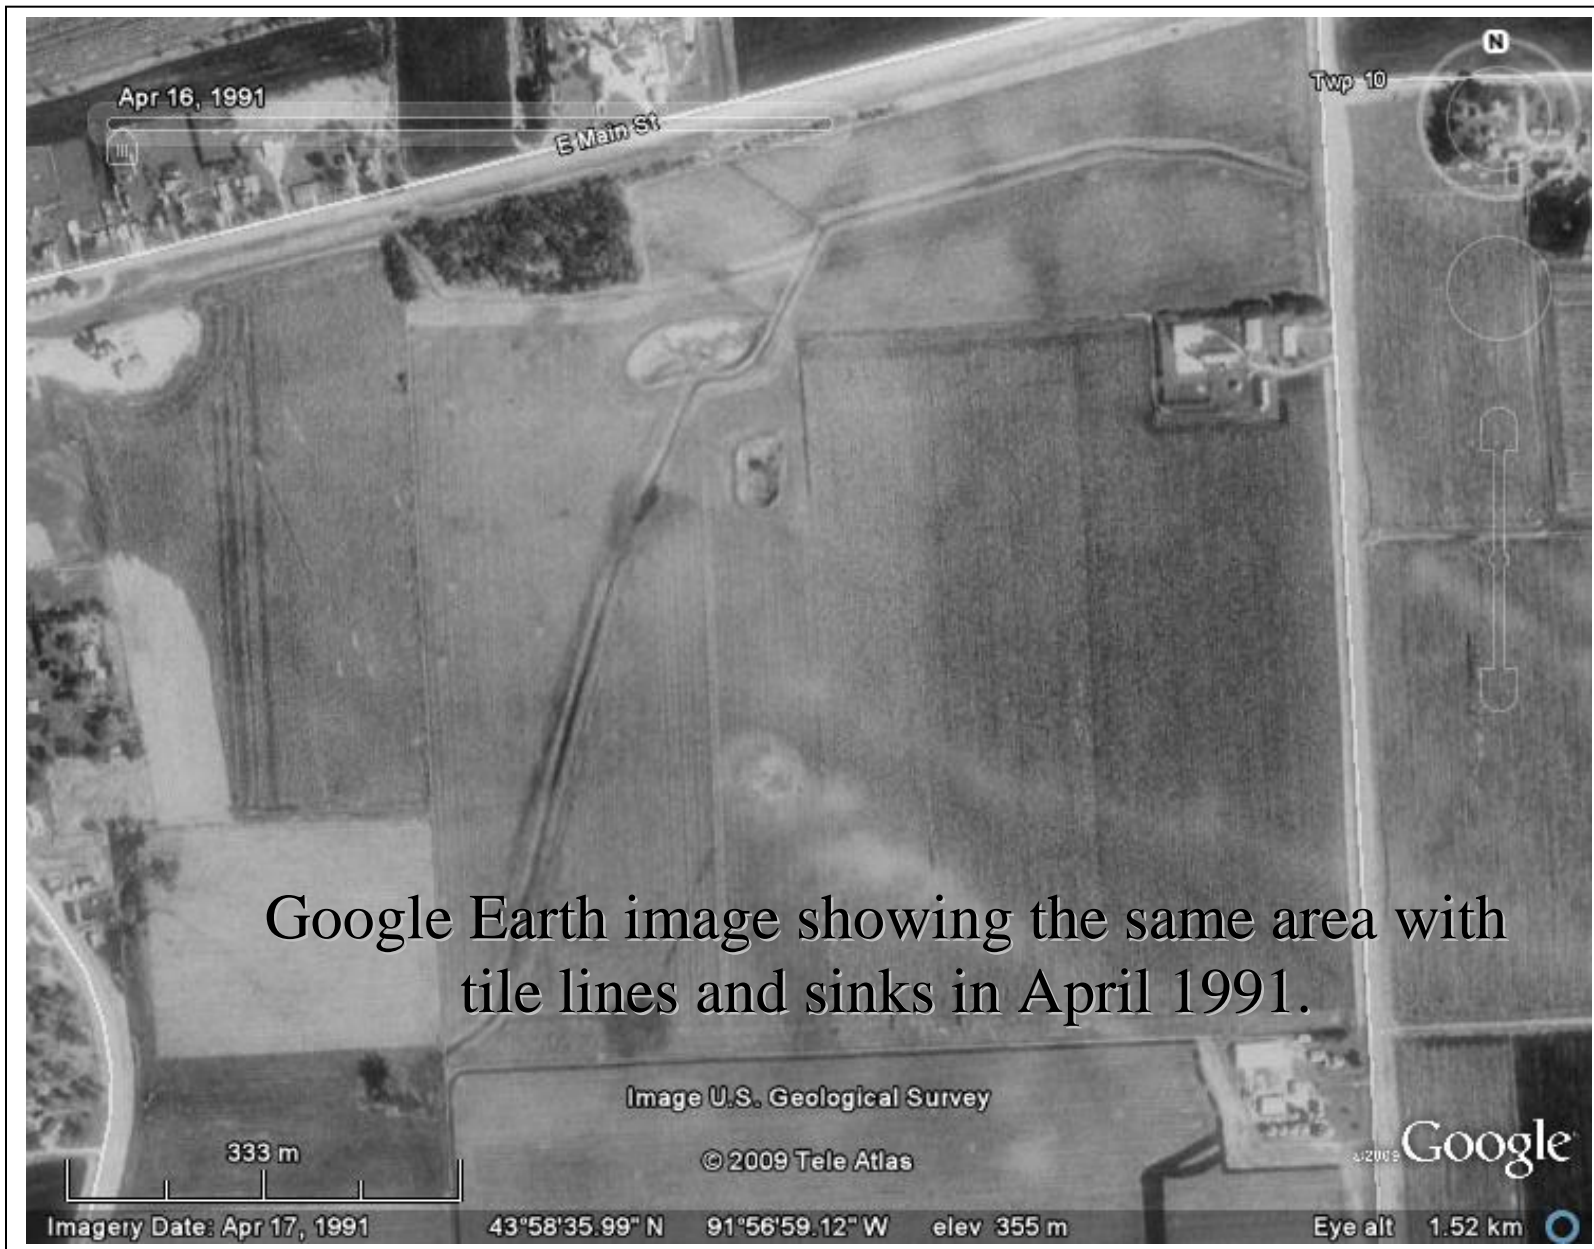 Apr 16, 1991
N
Twp 10
E Main St
Google Earth image showing the same area with
tile lines and sinks in April 1991.
Image U.S. Geological Survey
© 2009 Tele Atlas
333 m
©2009 Google
Imagery Date: Apr 17, 1991 43°58'35.99" N 91°56'59.12" W elev 355 m Eye alt 1.52 km